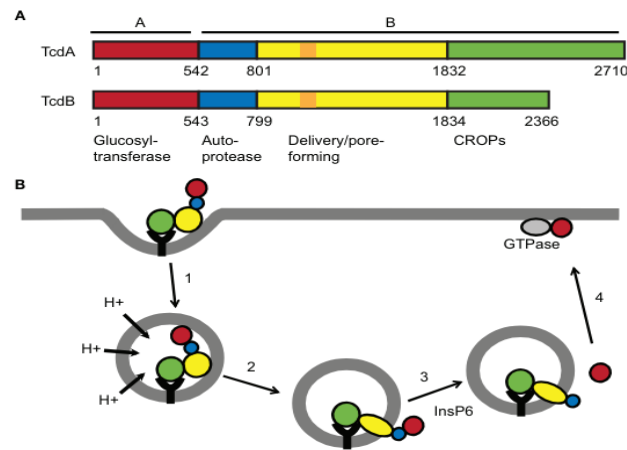 A
A B
TcdA
1 542 801 1832 2710
TcdB
1 543 799 1834 2366
Glucosyl- Auto- Delivery/pore- CROPs
transferase protease forming
B
GTPase
1
4
H+
H+
2
3
H+
InsP6